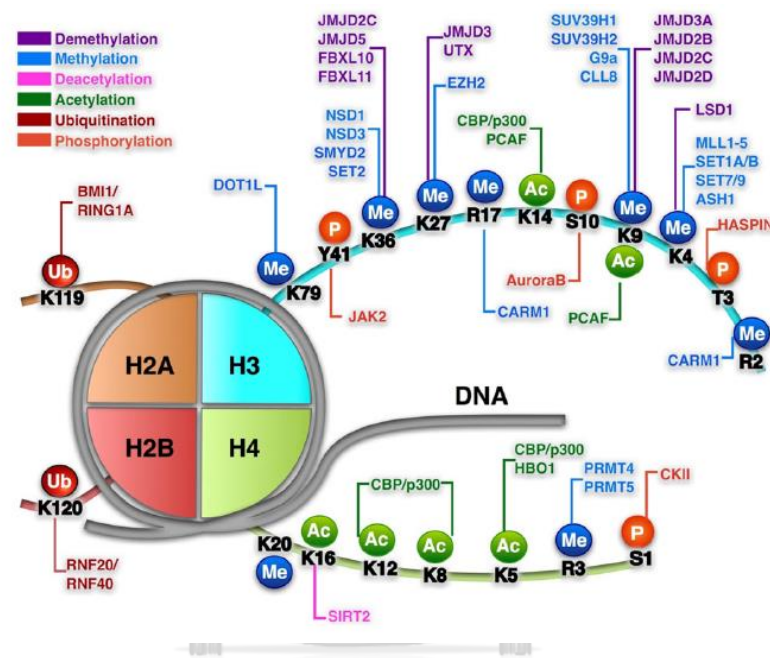 Demethylation
Methylation
Deacetylation
Acetylation
Ubiquitination
Phosphorylation
JMJD2C
JMJD5
FBXL10
FBXL11
JMJD3
UTX
EZH2
SUV39H1
SUV39H2
G9a
CLL8
JMJD3A
JMJD2B
JMJD2C
JMJD2D
LSD1
NSD1
NSD3
SMYD2
SET2
CBP/p300
PCAF
MLL1-5
SET1A/B
SET7/9
ASH1
BMI1/
RING1A
DOT1L
HASPIN
Ub
K119
Me
K79
P
Y41
Me
K36
Me
K27
Me
R17
Ac
K14
P
S10
Me
K9
Ac
Me
K4
P
T3
Me
R2
JAK2
CARM1
AuroraB
PCAF
CARM1
H2A
H3
H2B
H4
DNA
Ub
K120
RNF20/
RNF40
CBP/p300
CBP/p300
HBO1
PRMT4
PRMT5
CKII
K20
Me
Ac
K16
Ac
K12
Ac
K8
Ac
K5
Me
R3
P
S1
SIRT2